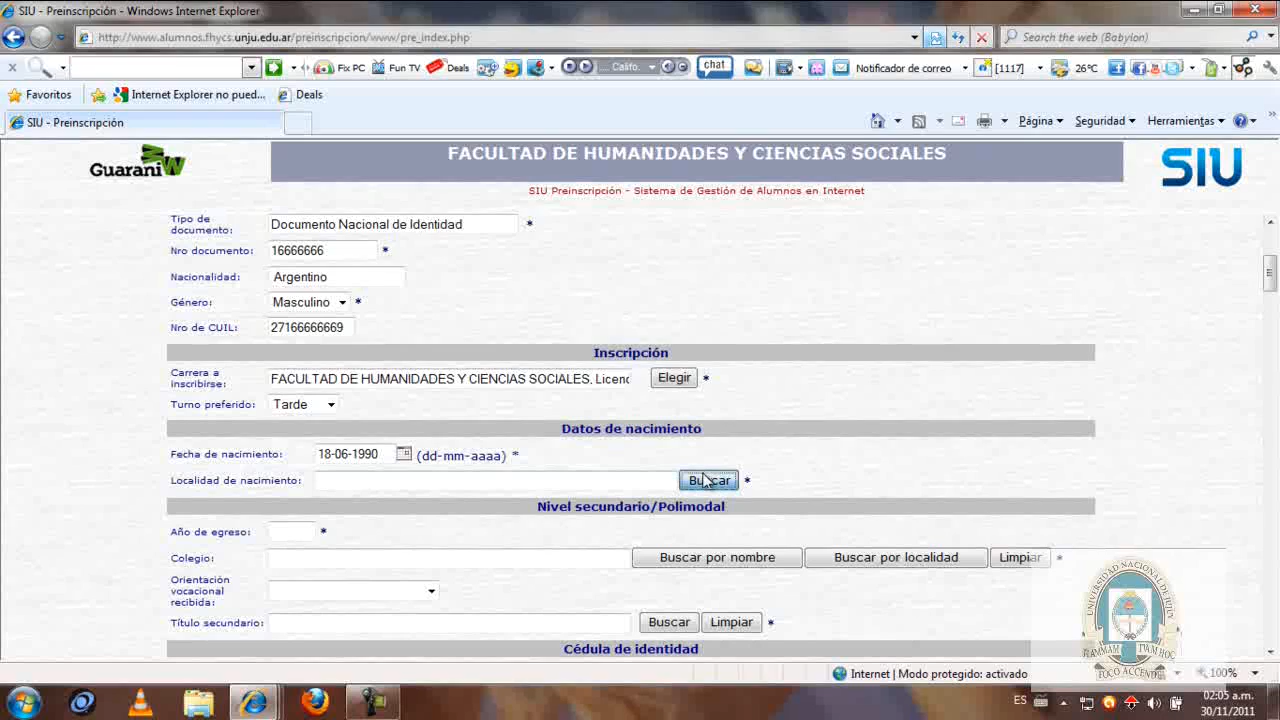 SIU - Preinscripción - Windows Internet Explorer
http://www.alumnos.fhycs.unju.edu.ar/preinscripcion/www/pre_index.php
Search the web (Babylon)
Fix PC
Fun TV
Deals
... Califo.
chat
Notificador de correo
[1117]
26°C
Favoritos
Internet Explorer no pued...
Deals
SIU - Preinscripción
Página
Seguridad
Herramientas
Guarani
FACULTAD DE HUMANIDADES Y CIENCIAS SOCIALES
SIU
SIU Preinscripción - Sistema de Gestión de Alumnos en Internet
Tipo de documento: Documento Nacional de Identidad *
Nro documento: 16666666 *
Nacionalidad: Argentino
Género: Masculino *
Nro de CUIL: 27166666669
Inscripción
Carrera a inscribirse: FACULTAD DE HUMANIDADES Y CIENCIAS SOCIALES, Licenc Elegir *
Turno preferido: Tarde
Datos de nacimiento
Fecha de nacimiento: 18-06-1990 (dd-mm-aaaa) *
Localidad de nacimiento: Buscar *
Nivel secundario/Polimodal
Año de egreso: *
Colegio: Buscar por nombre Buscar por localidad Limpiar *
Orientación vocacional recibida:
Título secundario: Buscar Limpiar *
Cédula de identidad
Internet | Modo protegido: activado
100%
ES
02:05 a.m.
30/11/2011